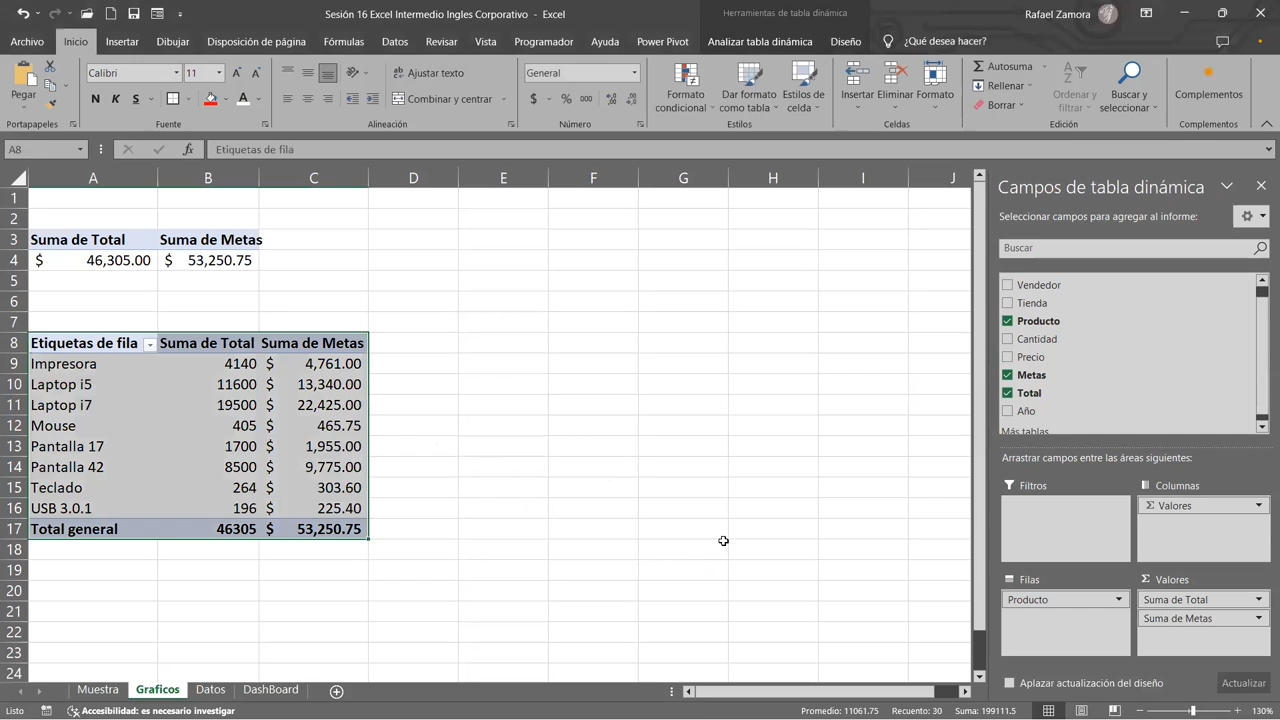 Sesión 16 Excel Intermedio Ingles Corporativo - Excel
Herramientas de tabla dinámica
Rafael Zamora
Archivo Inicio Insertar Dibujar Disposición de página Fórmulas Datos Revisar Vista Programador Ayuda Power Pivot Analizar tabla dinámica Diseño ¿Qué desea hacer?
Pegar
Calibri 11
N K S
Ajustar texto
Combinar y centrar
General
$ % 000
Formato condicional
Dar formato como tabla
Estilos de celda
Insertar Eliminar Formato
Autosuma
Rellenar
Borrar
Ordenar y filtrar
Buscar y seleccionar
Complementos
Portapapeles Fuente Alineación Número Estilos Celdas Edición Complementos
A8 fx Etiquetas de fila
A B C D E F G H I J
1
2
3 Suma de Total Suma de Metas
4 $ 46,305.00 $ 53,250.75
5
6
7
8 Etiquetas de fila Suma de Total Suma de Metas
9 Impresora 4140 $ 4,761.00
10 Laptop i5 11600 $ 13,340.00
11 Laptop i7 19500 $ 22,425.00
12 Mouse 405 $ 465.75
13 Pantalla 17 1700 $ 1,955.00
14 Pantalla 42 8500 $ 9,775.00
15 Teclado 264 $ 303.60
16 USB 3.0.1 196 $ 225.40
17 Total general 46305 $ 53,250.75
18
19
20
21
22
23
24
Campos de tabla dinámica
Seleccionar campos para agregar al informe:
Buscar
Vendedor
Tienda
Producto
Cantidad
Precio
Metas
Total
Año
Más tablas
Arrastrar campos entre las áreas siguientes:
Filtros
Columnas
Σ Valores
Filas
Producto
Σ Valores
Suma de Total
Suma de Metas
Aplazar actualización del diseño Actualizar
Muestra Graficos Datos DashBoard
Listo Accesibilidad: es necesario investigar Promedio: 11061.75 Recuento: 30 Suma: 199111.5 130%